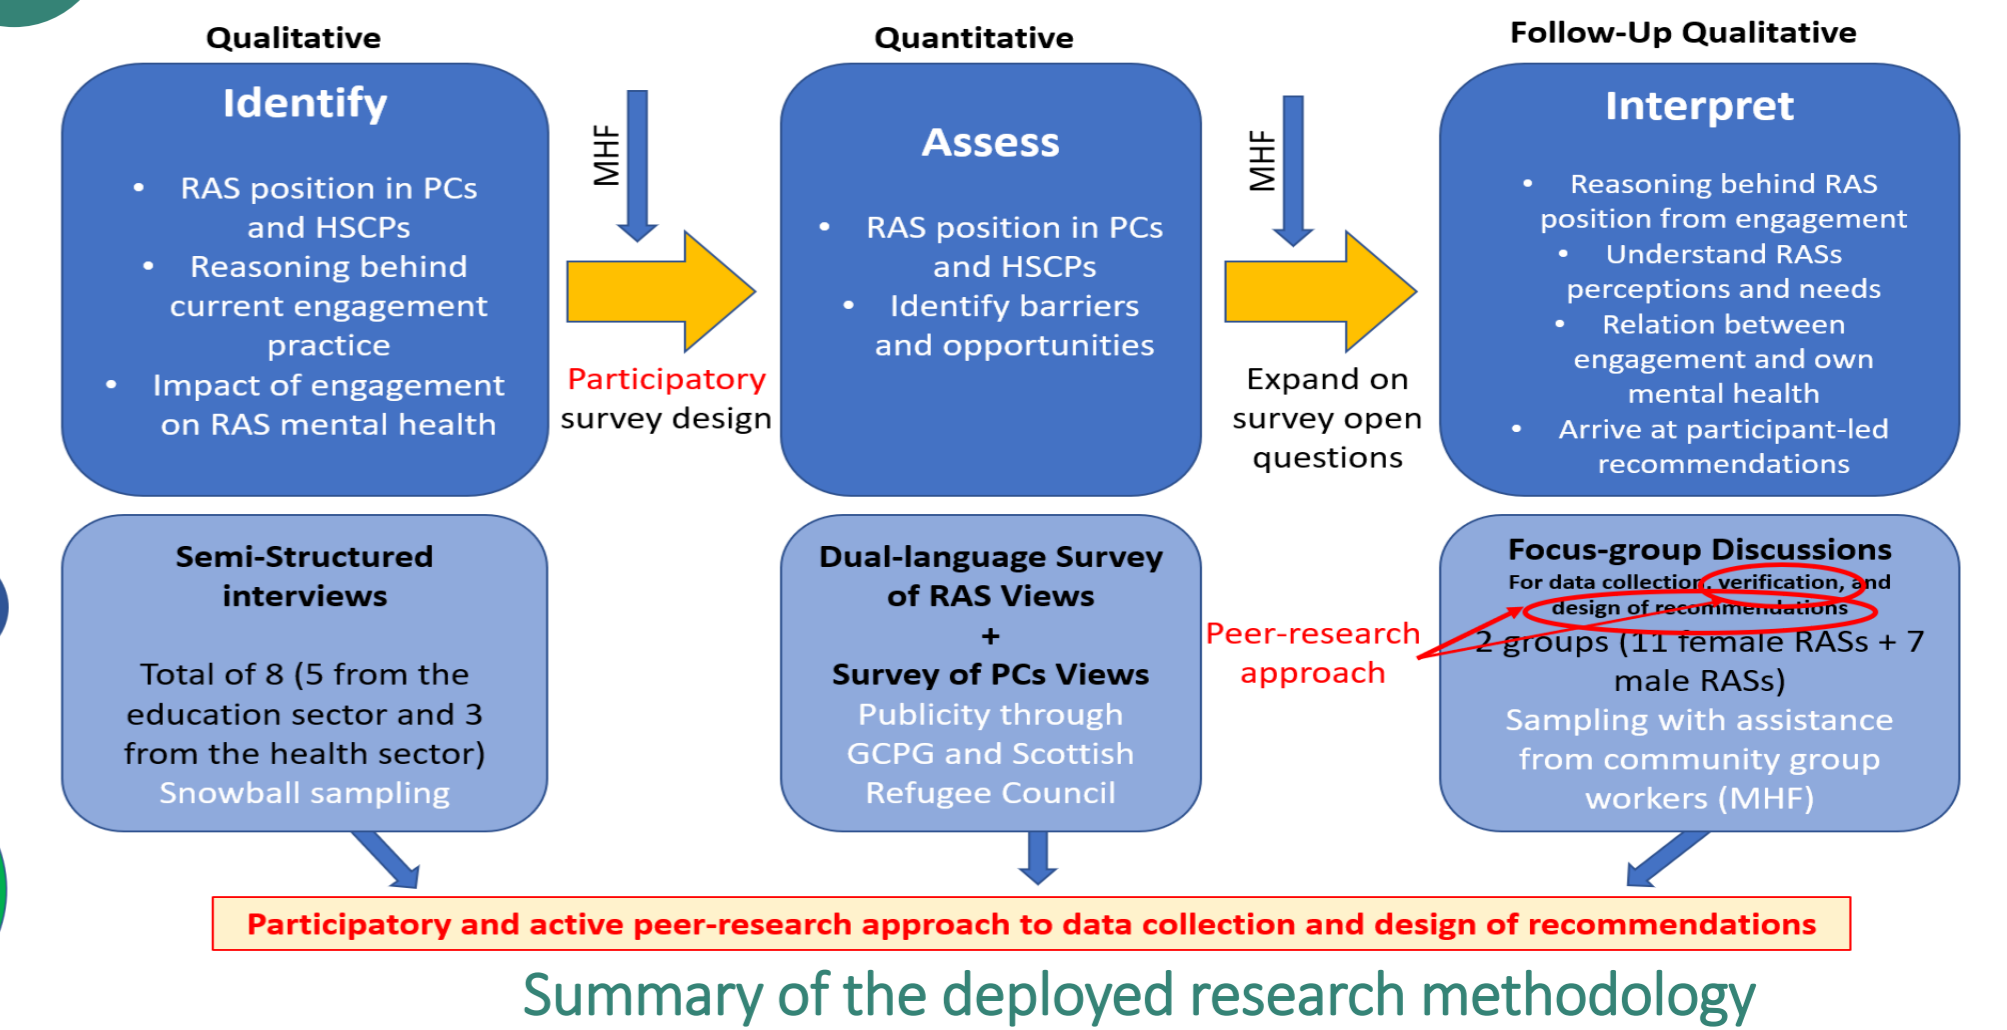 Qualitative
Identify
• RAS position in PCs
and HSCPs
• Reasoning behind
current engagement
practice
• Impact of engagement
on RAS mental health
Semi-Structured
interviews
Total of 8 (5 from the
education sector and 3
from the health sector)
Snowball sampling
MHF
Participatory
survey design
Quantitative
Assess
• RAS position in PCs
and HSCPs
• Identify barriers
and opportunities
Dual-language Survey
of RAS Views
+
Survey of PCs Views
Publicity through
GCPG and Scottish
Refugee Council
MHF
Expand on
survey open
questions
Peer-research
approach
Follow-Up Qualitative
Interpret
• Reasoning behind RAS
position from engagement
• Understand RASs
perceptions and needs
• Relation between
engagement and own
mental health
• Arrive at participant-led
recommendations
Focus-group Discussions
For data collection, verification, and
design of recommendations
2 groups (11 female RASs + 7
male RASs)
Sampling with assistance
from community group
workers (MHF)
Participatory and active peer-research approach to data collection and design of recommendations
Summary of the deployed research methodology